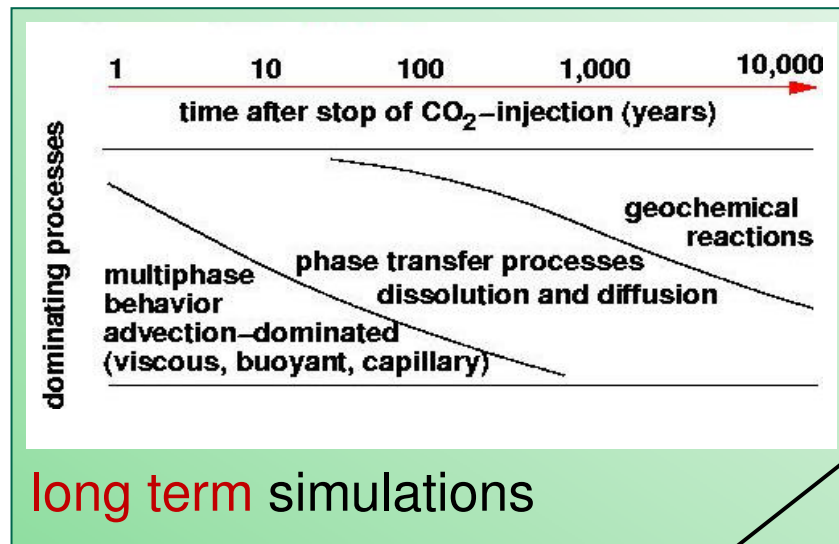 1 10 100 1,000 10,000
time after stop of CO₂-injection (years)
dominating processes
geochemical
reactions
phase transfer processes
dissolution and diffusion
multiphase
behavior
advection-dominated
(viscous, buoyant, capillary)
long term simulations